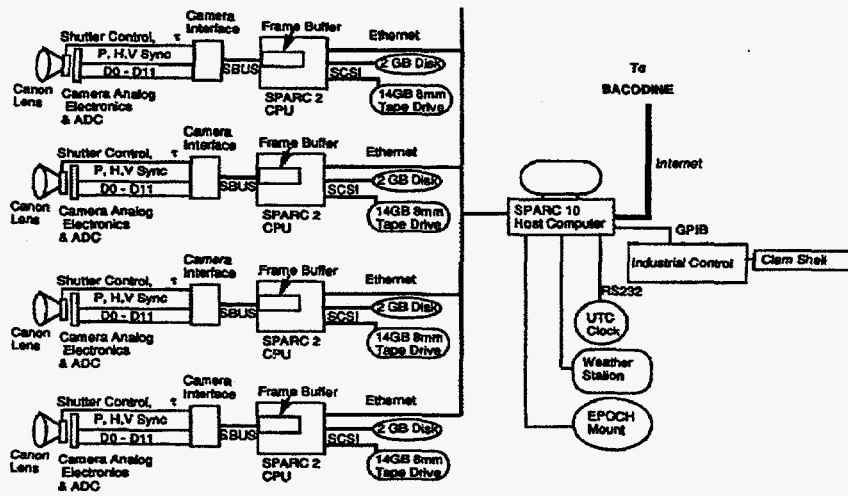 Camera
Interface
Frame Buffer
Shutter Control, τ
P, H,V Sync
D0 - D11
SBUS
Ethernet
2 GB Disk
SCSI
14GB 8mm
Tape Drive
SPARC 2
CPU
Canon
Lens
Camera Analog
Electronics
& ADC
Camera
Interface
Frame Buffer
Shutter Control, τ
P, H,V Sync
D0 - D11
SBUS
Ethernet
2 GB Disk
SCSI
14GB 8mm
Tape Drive
SPARC 2
CPU
Canon
Lens
Camera Analog
Electronics
& ADC
Camera
Interface
Frame Buffer
Shutter Control, τ
P, H,V Sync
D0 - D11
SBUS
Ethernet
2 GB Disk
SCSI
14GB 8mm
Tape Drive
SPARC 2
CPU
Canon
Lens
Camera Analog
Electronics
& ADC
Camera
Interface
Frame Buffer
Shutter Control, τ
P, H,V Sync
D0 - D11
SBUS
Ethernet
2 GB Disk
SCSI
14GB 8mm
Tape Drive
SPARC 2
CPU
Canon
Lens
Camera Analog
Electronics
& ADC
To
BACODINE
Internet
SPARC 10
Host Computer
GPIB
Industrial Control
Clam Shell
RS232
UTC
Clock
Weather
Station
EPOCH
Mount